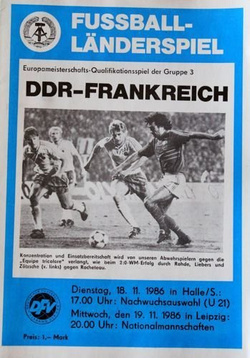 FUSSBALL-
LÄNDERSPIEL
Europameisterschafts-Qualifikationsspiel der Gruppe 3
DDR-FRANKREICH
Konzentration und Einsatzbereitschaft wird von unseren Abwehrspielern gegen die
"Equipe tricolore" verlangt, wie beim 2:0-WM-Erfolg durch Rohde, Liebers und
Zötzsche (v. links) gegen Rocheteau.
Dienstag, 18. 11. 1986 in Halle/S.:
17.00 Uhr: Nachwuchsauswahl (U 21)
Mittwoch, den 19. 11. 1986 in Leipzig:
20.00 Uhr: Nationalmannschaften
DFV
Preis: 1,— Mark